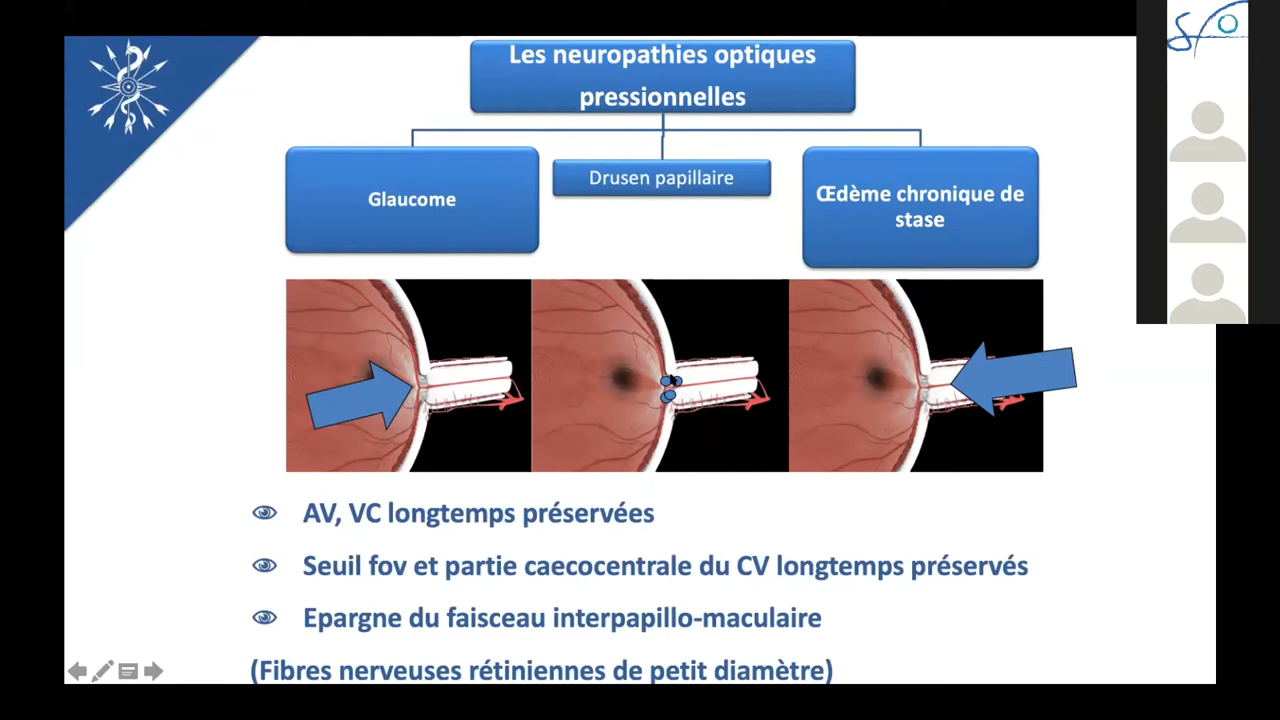 Les neuropathies optiques
pressionnelles
Glaucome
Drusen papillaire
Œdème chronique de
stase
AV, VC longtemps préservées
Seuil fov et partie caecocentrale du CV longtemps préservés
Epargne du faisceau interpapillo-maculaire
(Fibres nerveuses rétiniennes de petit diamètre)